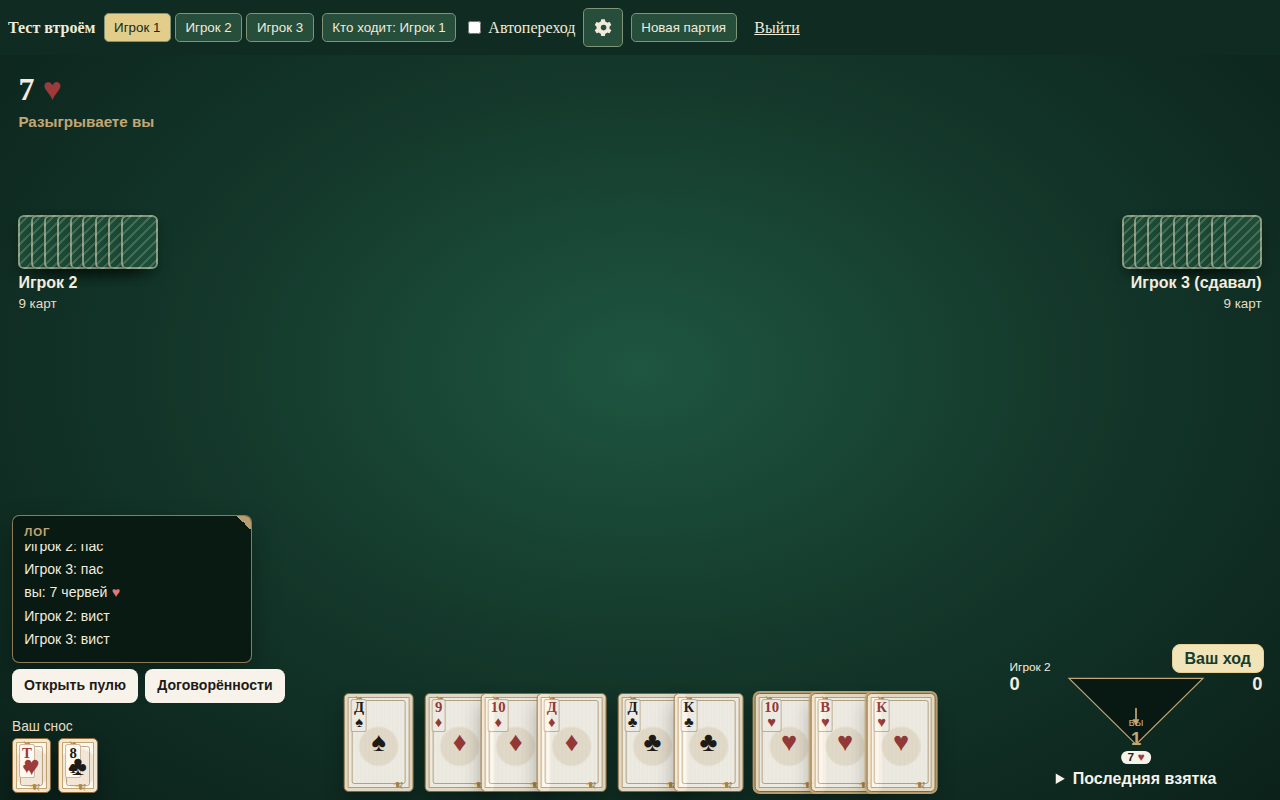 Тест втроём Игрок 1 Игрок 2 Игрок 3 Кто ходит: Игрок 1 Автопереход Новая партия Выйти
7 ♥
Разыгрываете вы
Игрок 2
9 карт
Игрок 3 (сдавал)
9 карт
ЛОГ
Игрок 2: пас
Игрок 3: пас
вы: 7 червей ♥
Игрок 2: вист
Игрок 3: вист
Открыть пулю Договорённости
Ваш снос
Т ♥ 8 ♣
Д ♠ 9 ♦ 10 ♦ Д ♦ Д ♣ К ♣ 10 ♥ В ♥ К ♥
Ваш ход
Игрок 2
0 0
вы
1
7 ♥
Последняя взятка